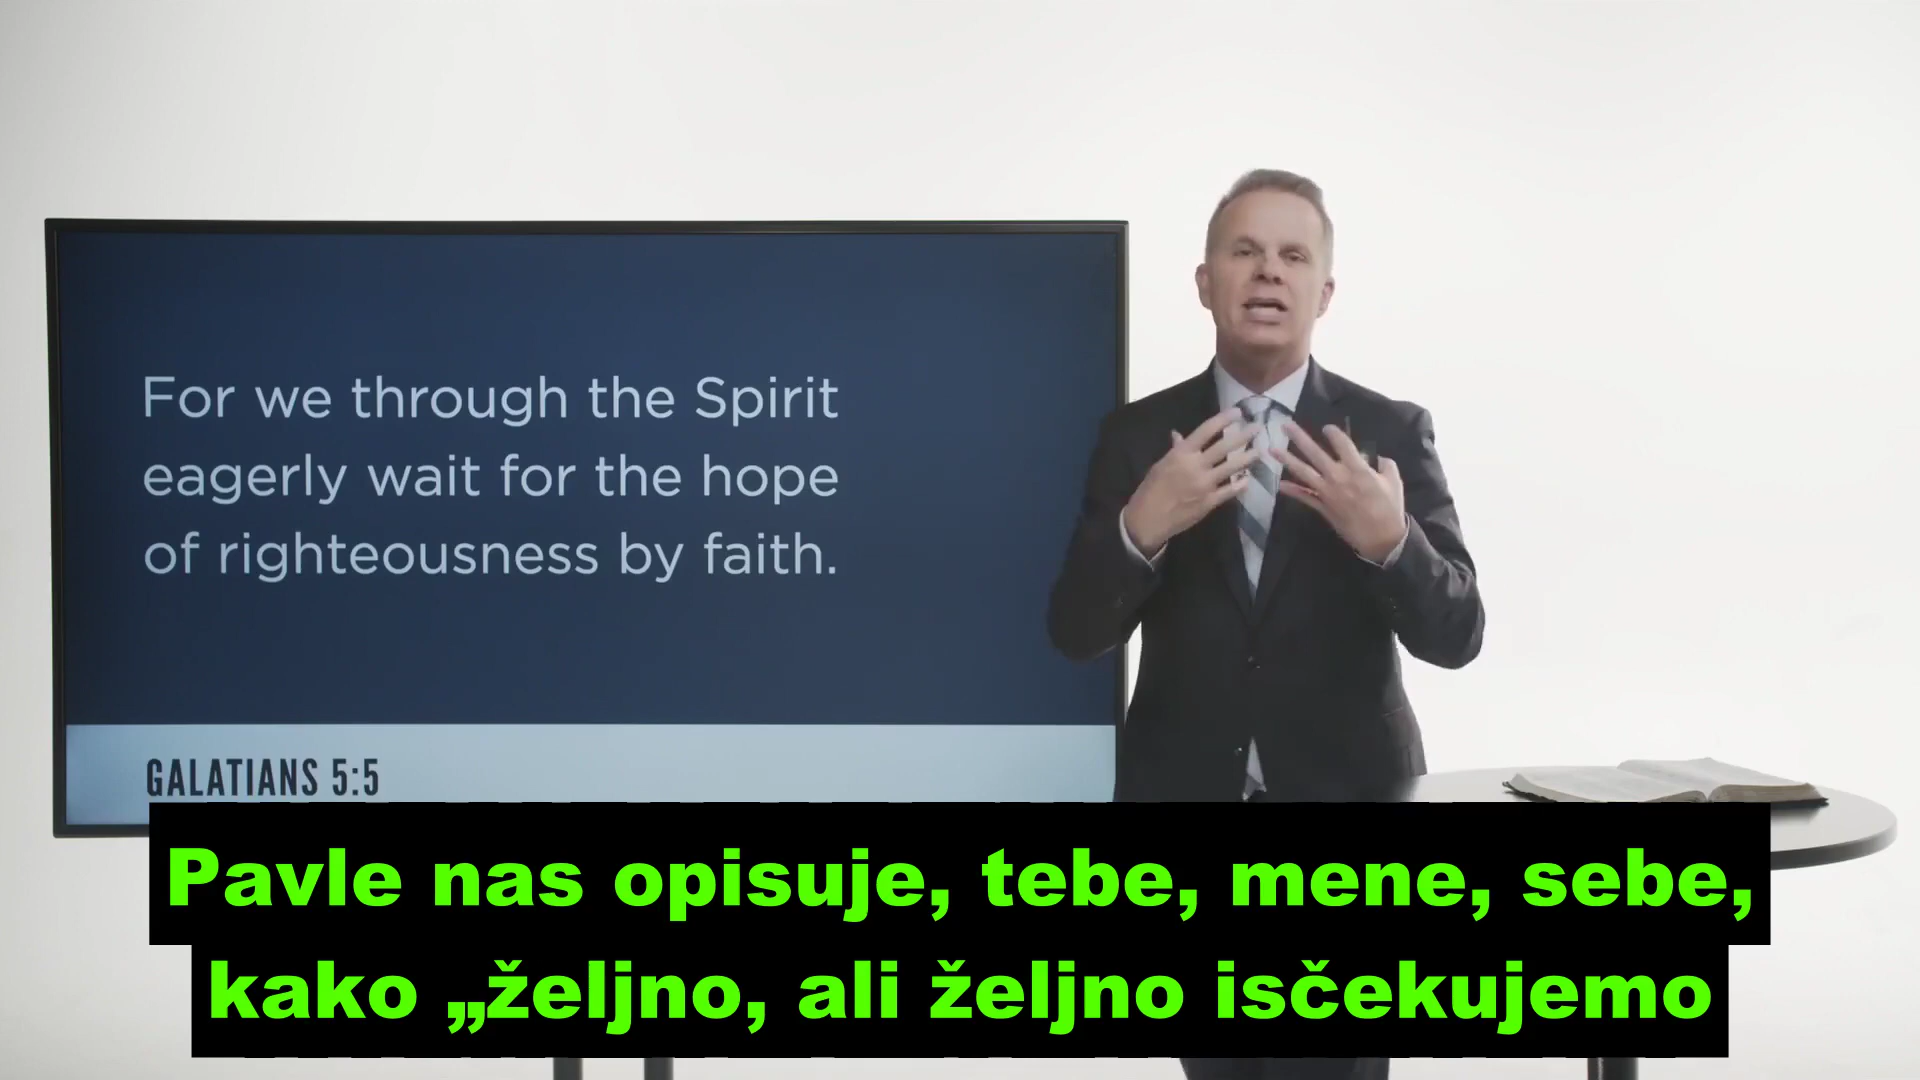 For we through the Spirit
eagerly wait for the hope
of righteousness by faith.
GALATIANS 5:5
Pavle nas opisuje, tebe, mene, sebe,
kako „željno, ali željno isčekujemo